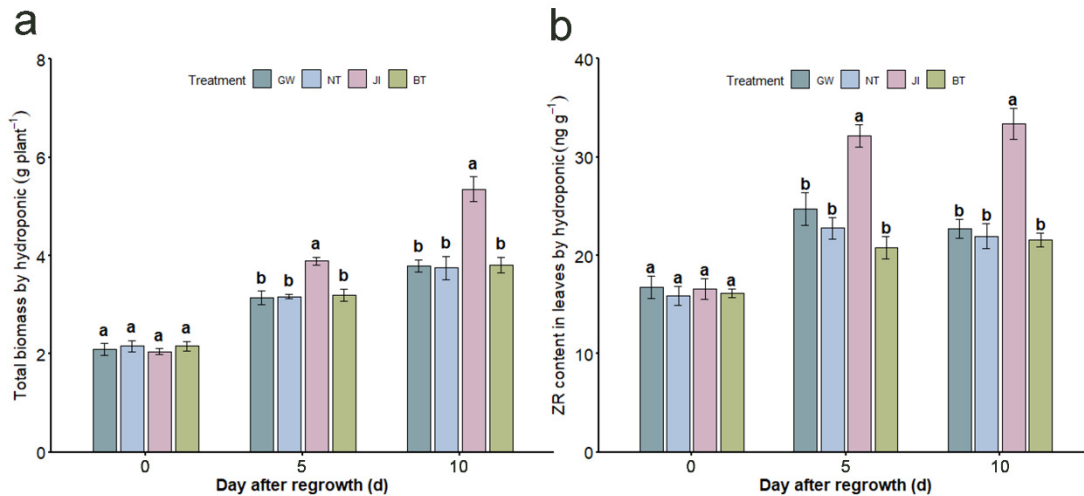 a
Total biomass by hydroponic (g plant⁻¹)
8
6
4
2
0
Treatment GW NT JI BT
a a a a
b b a b
b b a b
0 5 10
Day after regrowth (d)
b
ZR content in leaves by hydroponic (ng g⁻¹)
40
30
20
10
0
Treatment GW NT JI BT
a a a a
b b a b
b b a b
0 5 10
Day after regrowth (d)